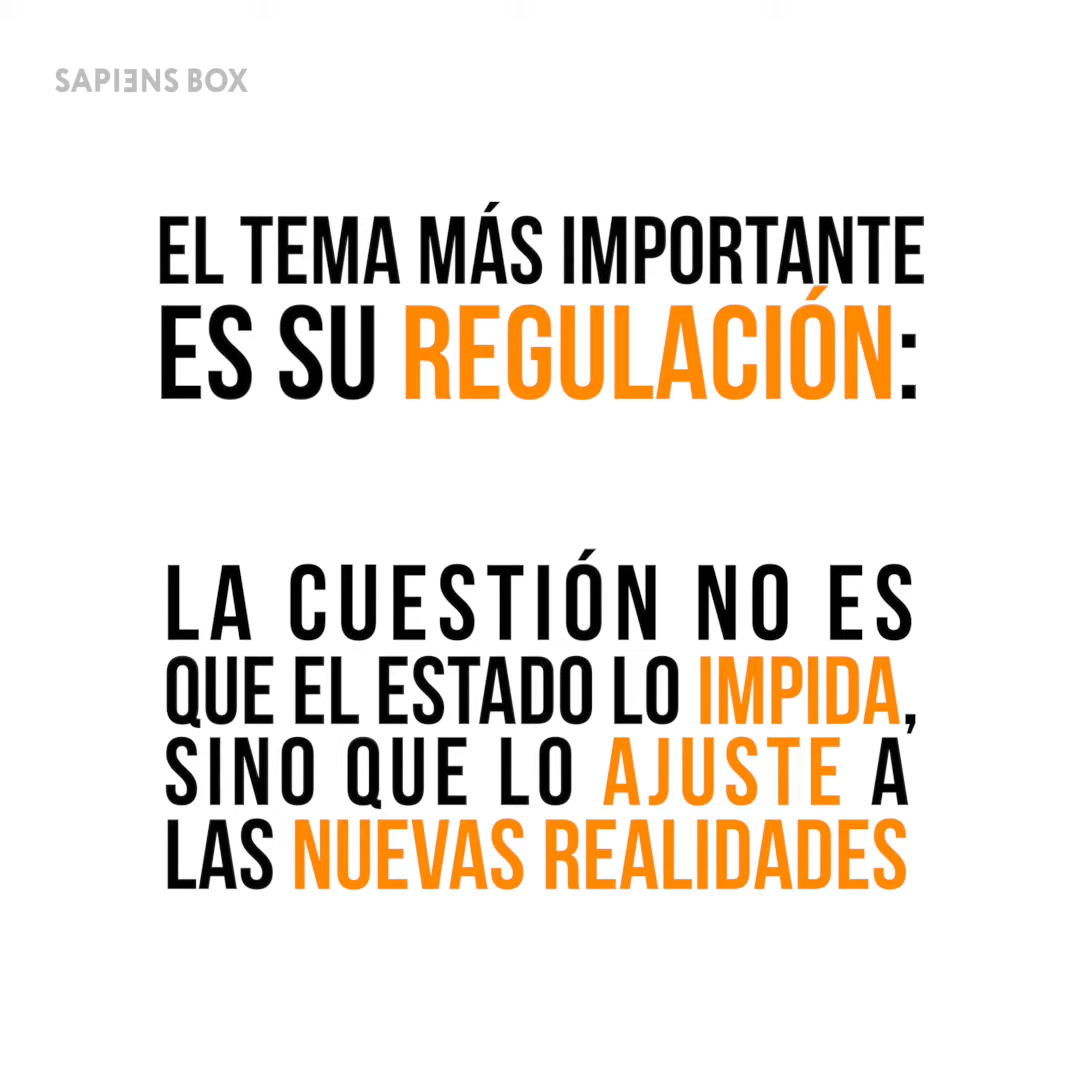 SAPIENS BOX
EL TEMA MÁS IMPORTANTE
ES SU REGULACIÓN:
LA CUESTIÓN NO ES
QUE EL ESTADO LO IMPIDA,
SINO QUE LO AJUSTE A
LAS NUEVAS REALIDADES